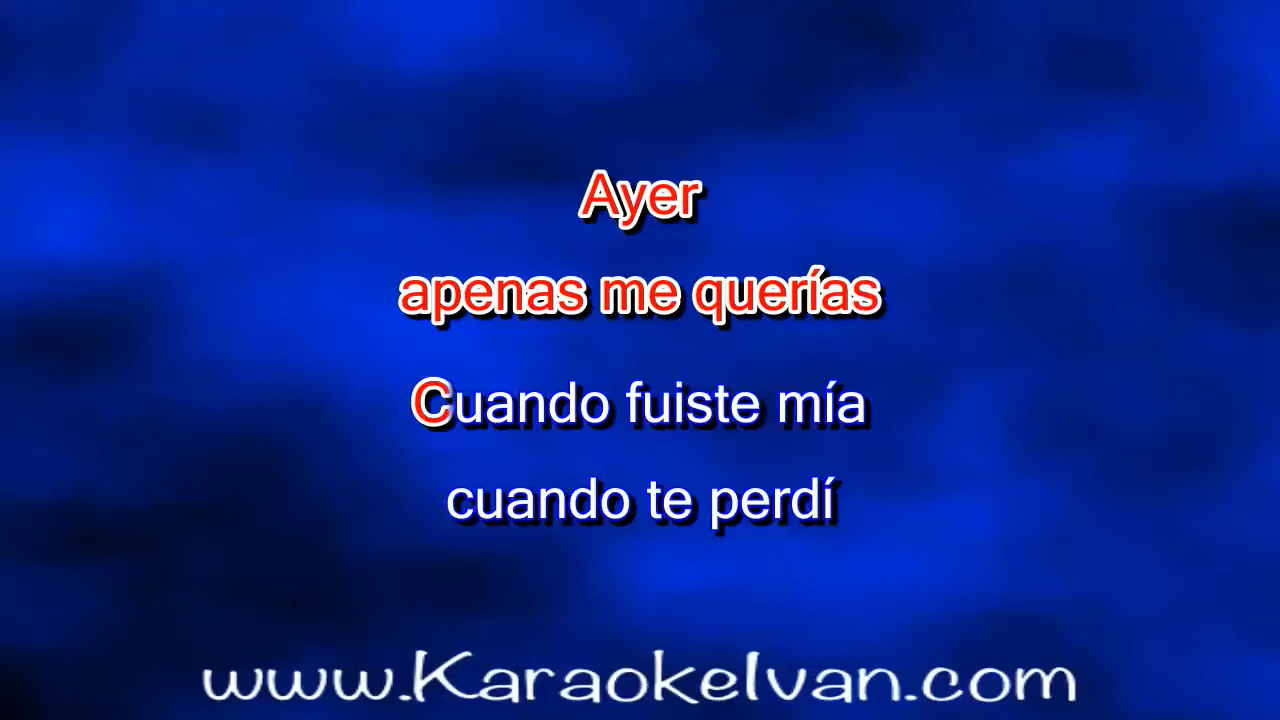 Ayer
apenas me querías
Cuando fuiste mía
cuando te perdí
www.KaraokeIvan.com